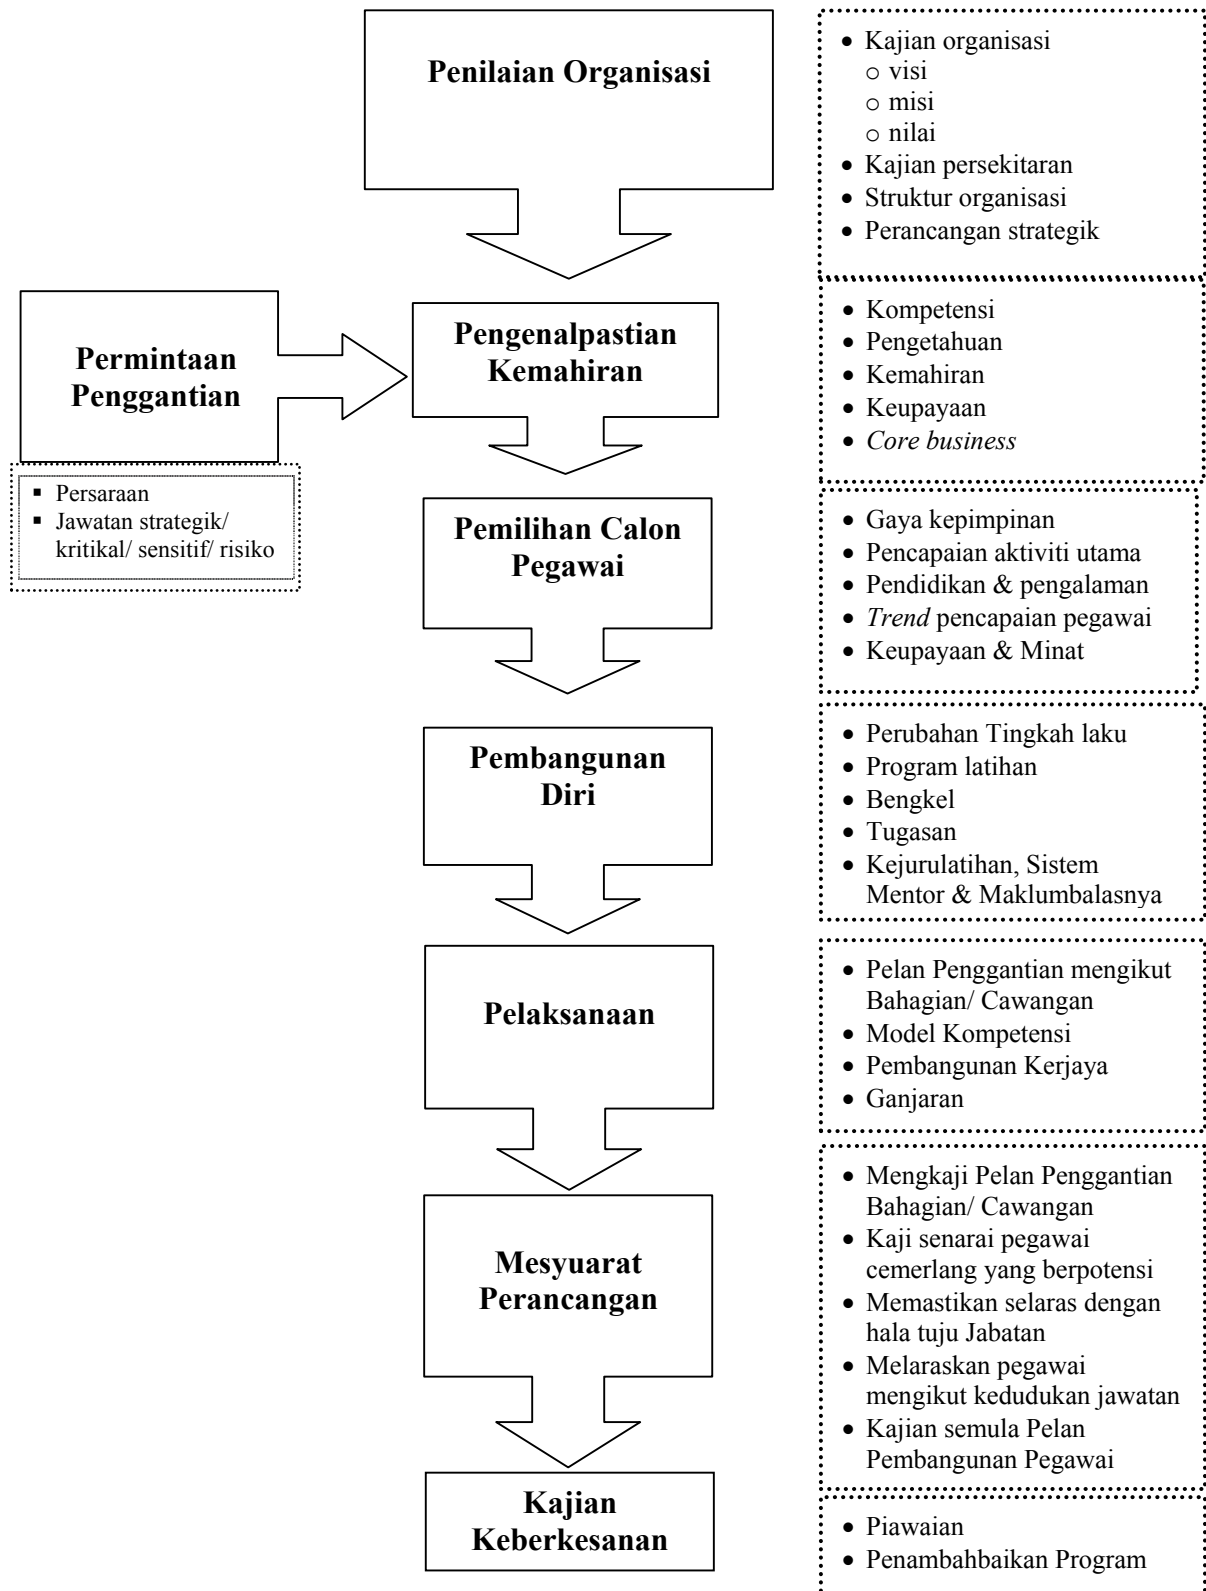 Penilaian Organisasi
• Kajian organisasi
o visi
o misi
o nilai
• Kajian persekitaran
• Struktur organisasi
• Perancangan strategik
Permintaan
Penggantian
▪ Persaraan
▪ Jawatan strategik/
kritikal/ sensitif/ risiko
Pengenalpastian
Kemahiran
• Kompetensi
• Pengetahuan
• Kemahiran
• Keupayaan
• Core business
Pemilihan Calon
Pegawai
• Gaya kepimpinan
• Pencapaian aktiviti utama
• Pendidikan & pengalaman
• Trend pencapaian pegawai
• Keupayaan & Minat
Pembangunan
Diri
• Perubahan Tingkah laku
• Program latihan
• Bengkel
• Tugasan
• Kejurulatihan, Sistem
Mentor & Maklumbalasnya
Pelaksanaan
• Pelan Penggantian mengikut
Bahagian/ Cawangan
• Model Kompetensi
• Pembangunan Kerjaya
• Ganjaran
Mesyuarat
Perancangan
• Mengkaji Pelan Penggantian
Bahagian/ Cawangan
• Kaji senarai pegawai
cemerlang yang berpotensi
• Memastikan selaras dengan
hala tuju Jabatan
• Melaraskan pegawai
mengikut kedudukan jawatan
• Kajian semula Pelan
Pembangunan Pegawai
Kajian
Keberkesanan
• Piawaian
• Penambahbaikan Program